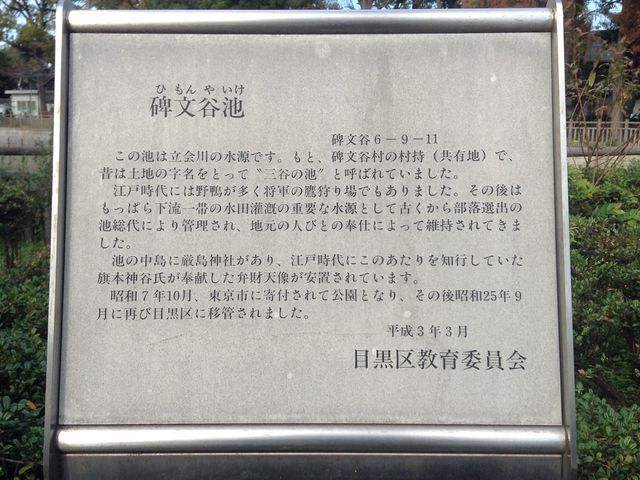 ひもんやいけ
碑文谷池
碑文谷6－9－11
この池は立会川の水源です。もと、碑文谷村の村持（共有地）で、
昔は土地の字名をとって〝三谷の池〟と呼ばれていました。
江戸時代には野鴨が多く将軍の鷹狩り場でもありました。その後は
もっぱら下流一帯の水田灌漑の重要な水源として古くから部落選出の
池総代により管理され、地元の人びとの奉仕によって維持されてきま
した。
池の中島に厳島神社があり、江戸時代にこのあたりを知行していた
旗本神谷氏が奉献した弁財天像が安置されています。
昭和7年10月、東京市に寄付されて公園となり、その後昭和25年9
月に再び目黒区に移管されました。
平成3年3月
目黒区教育委員会